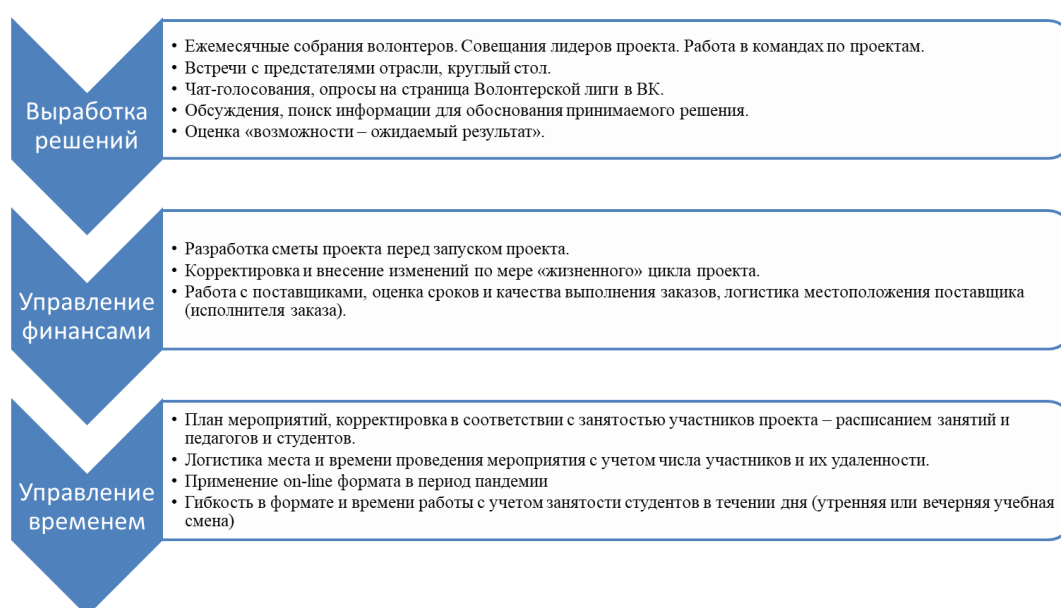 Выработка
решений
• Ежемесячные собрания волонтеров. Совещания лидеров проекта. Работа в командах по проектам.
• Встречи с предстателями отрасли, круглый стол.
• Чат-голосования, опросы на страница Волонтерской лиги в ВК.
• Обсуждения, поиск информации для обоснования принимаемого решения.
• Оценка «возможности – ожидаемый результат».
Управление
финансами
• Разработка сметы проекта перед запуском проекта.
• Корректировка и внесение изменений по мере «жизненного» цикла проекта.
• Работа с поставщиками, оценка сроков и качества выполнения заказов, логистика местоположения поставщика
(исполнителя заказа).
Управление
временем
• План мероприятий, корректировка в соответствии с занятостью участников проекта – расписанием занятий и
педагогов и студентов.
• Логистика места и времени проведения мероприятия с учетом числа участников и их удаленности.
• Применение on-line формата в период пандемии
• Гибкость в формате и времени работы с учетом занятости студентов в течении дня (утренняя или вечерняя учебная
смена)